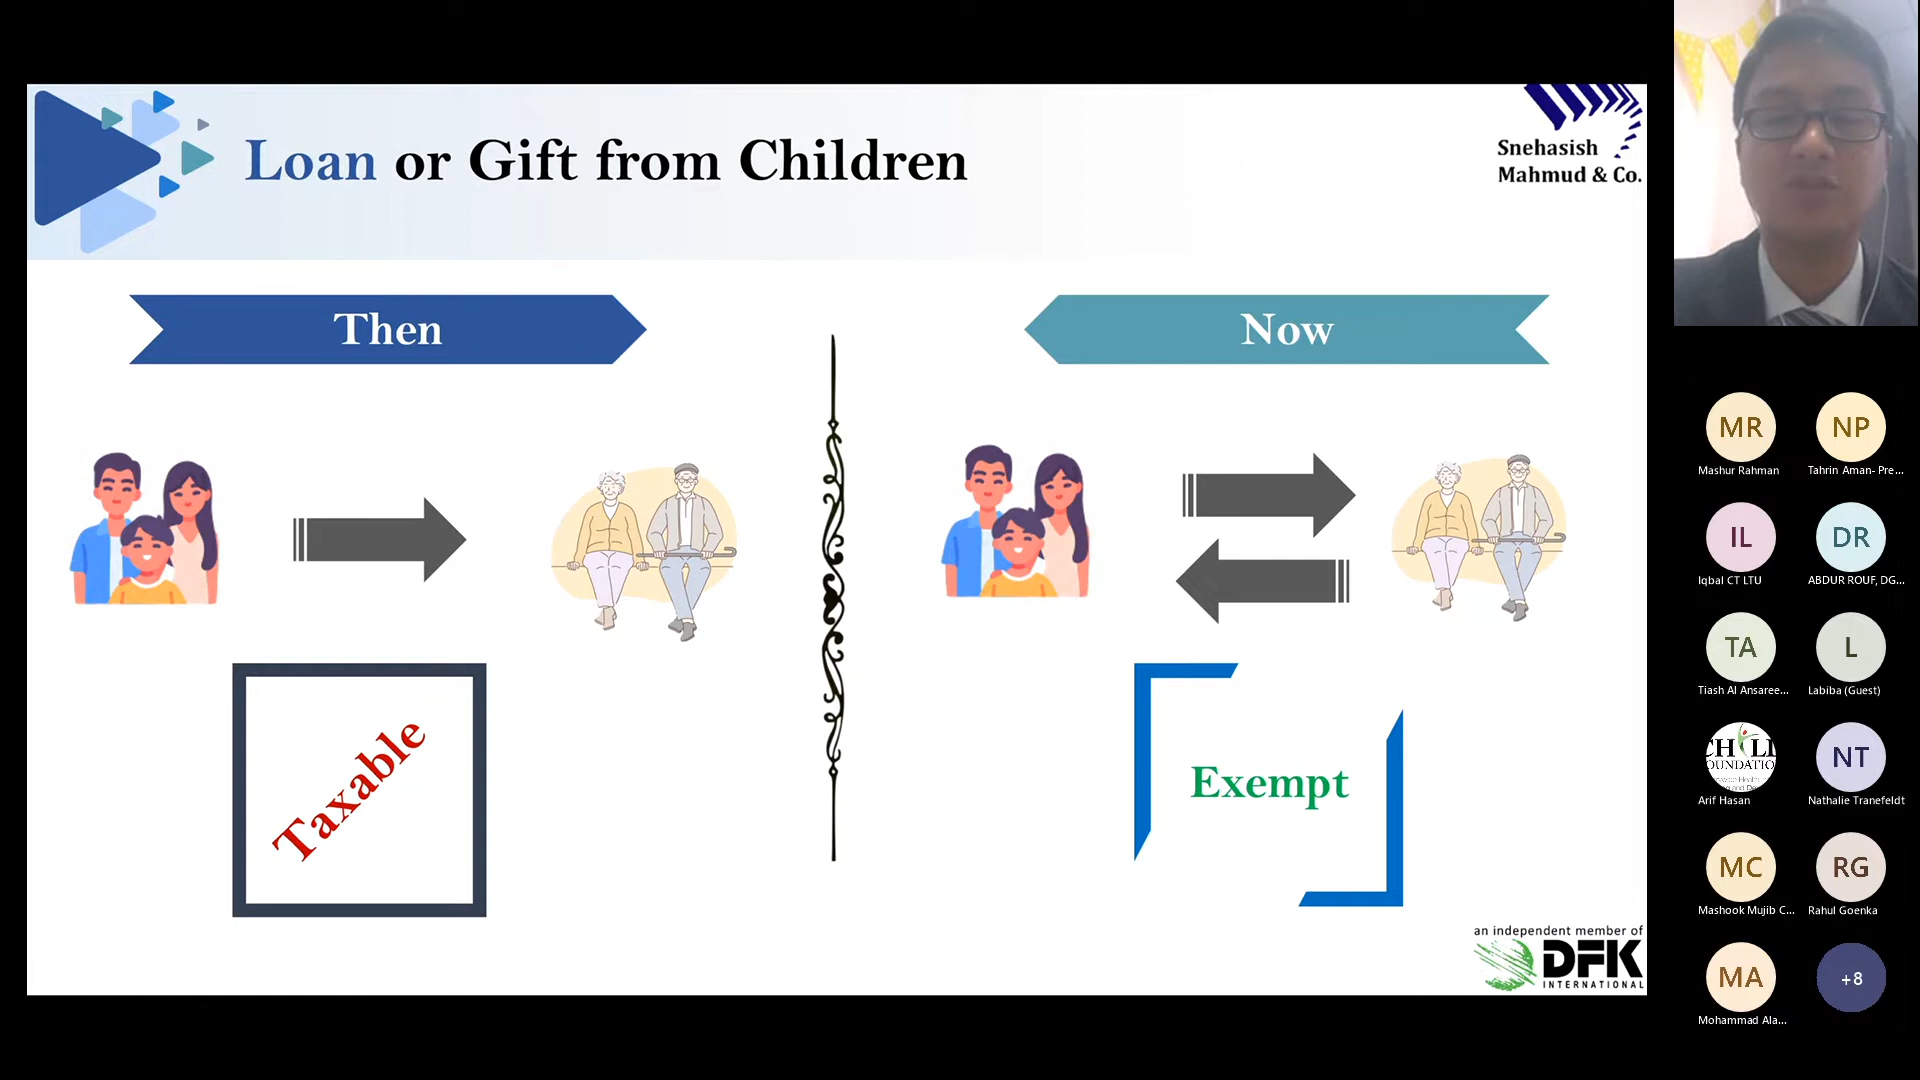 Loan or Gift from Children
Snehasish
Mahmud & Co.
Then
Now
Taxable
Exempt
an independent member of
DFK
INTERNATIONAL
MR
Mashur Rahman
NP
Tahrin Aman- Pre...
IL
Iqbal CT LTU
DR
ABDUR ROUF, DG...
TA
Tiash Al Ansaree...
L
Labiba (Guest)
Arif Hasan
NT
Nathalie Tranefeldt
MC
Mashook Mujib C...
RG
Rahul Goenka
MA
Mohammad Ala...
+8